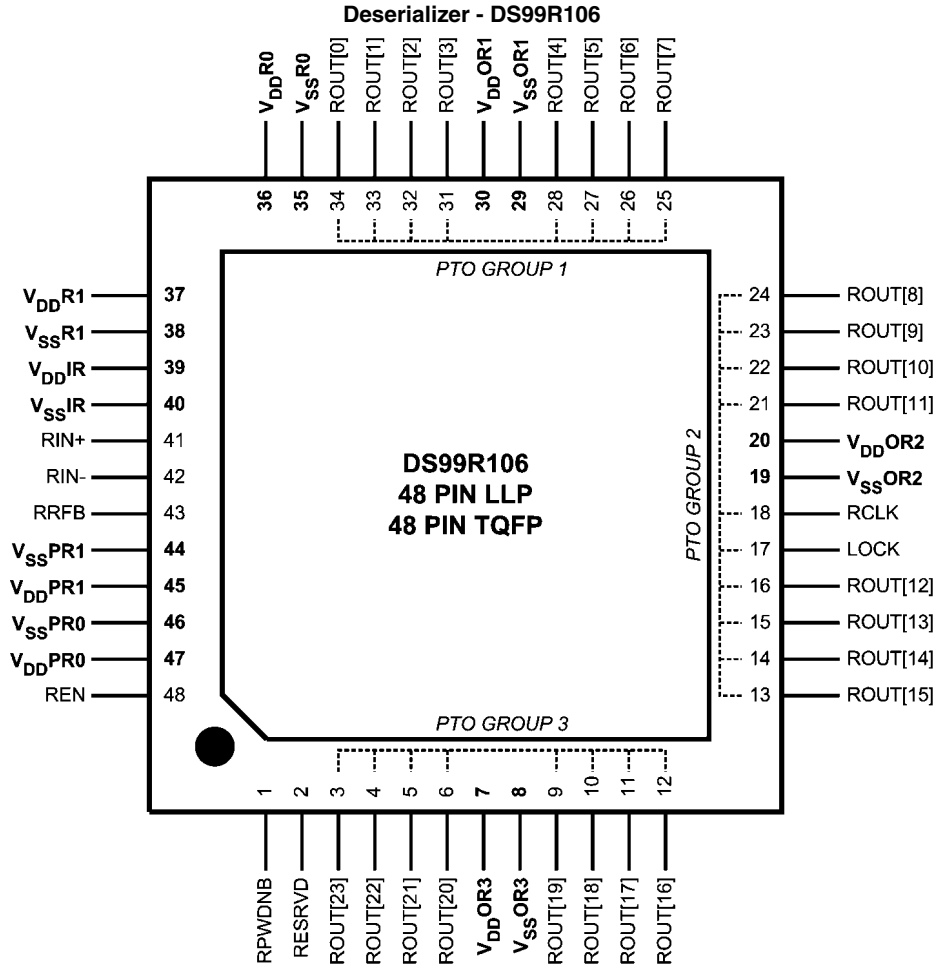 Deserializer - DS99R106
VDDR0
VSSR0
ROUT[0]
ROUT[1]
ROUT[2]
ROUT[3]
VDDOR1
VSSOR1
ROUT[4]
ROUT[5]
ROUT[6]
ROUT[7]
36
35
34
33
32
31
30
29
28
27
26
25
PTO GROUP 1
VDDR1 37
VSSR1 38
VDDIR 39
VSSIR 40
RIN+ 41
RIN- 42
RRFB 43
VSSPR1 44
VDDPR1 45
VSSPR0 46
VDDPR0 47
REN 48
DS99R106
48 PIN LLP
48 PIN TQFP
PTO GROUP 2
24 ROUT[8]
23 ROUT[9]
22 ROUT[10]
21 ROUT[11]
20 VDDOR2
19 VSSOR2
18 RCLK
17 LOCK
16 ROUT[12]
15 ROUT[13]
14 ROUT[14]
13 ROUT[15]
PTO GROUP 3
1
2
3
4
5
6
7
8
9
10
11
12
RPWDNB
RESRVD
ROUT[23]
ROUT[22]
ROUT[21]
ROUT[20]
VDDOR3
VSSOR3
ROUT[19]
ROUT[18]
ROUT[17]
ROUT[16]